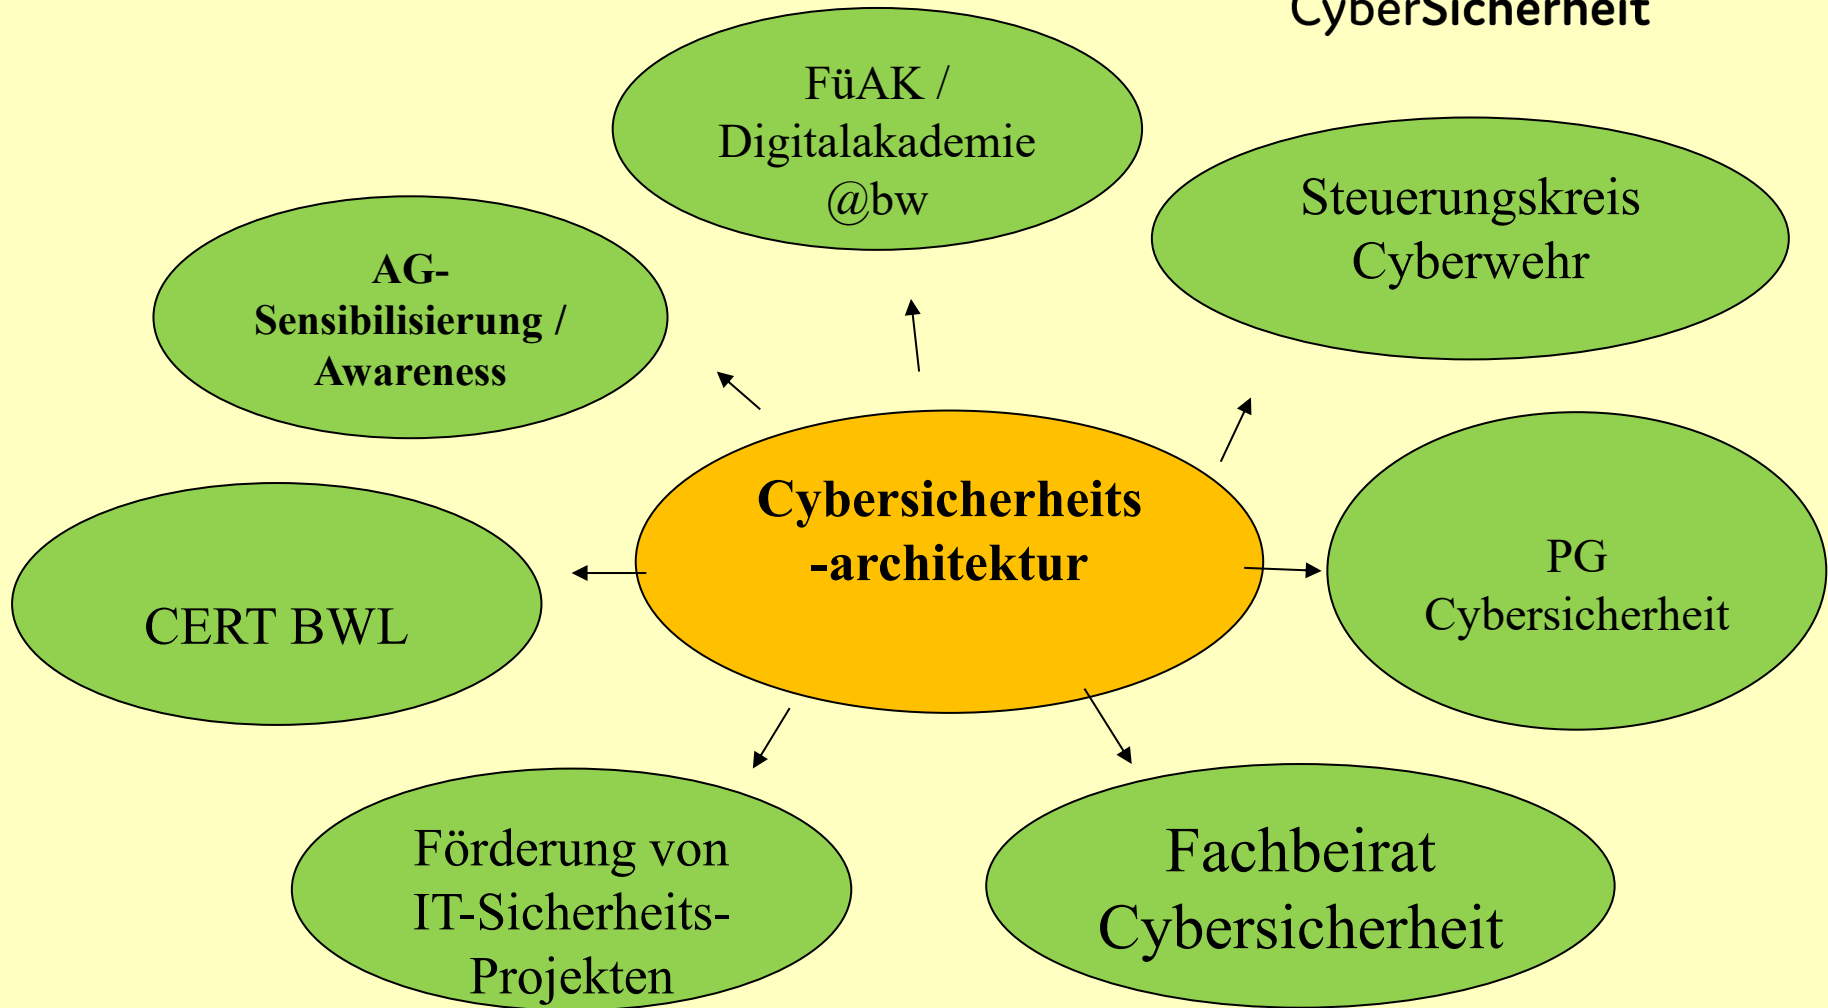 CyberSicherheit
FüAK /
Digitalakademie
@bw
Steuerungskreis
Cyberwehr
AG-
Sensibilisierung /
Awareness
Cybersicherheits
-architektur
PG
Cybersicherheit
CERT BWL
Förderung von
IT-Sicherheits-
Projekten
Fachbeirat
Cybersicherheit